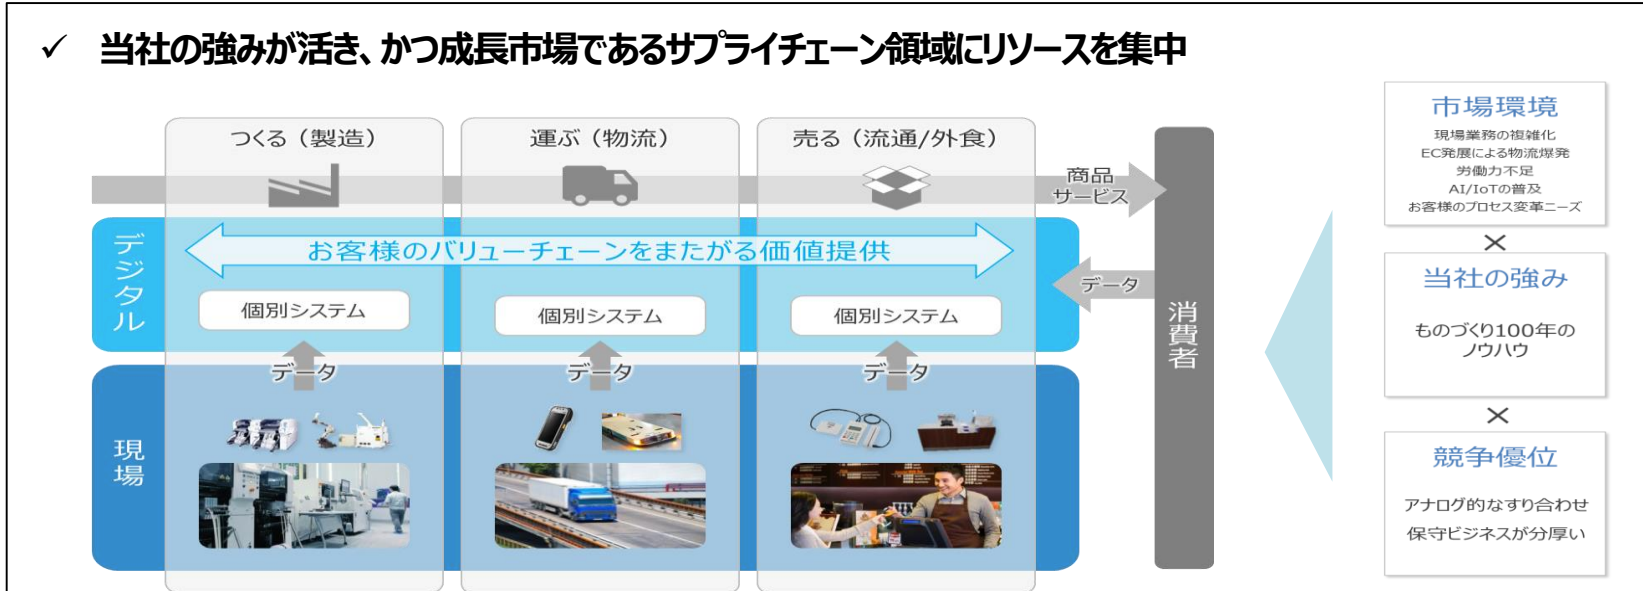 ✓ 当社の強みが活き、かつ成長市場であるサプライチェーン領域にリソースを集中
つくる（製造）
運ぶ（物流）
売る（流通/外食）
商品
サービス
デジタル
お客様のバリューチェーンをまたがる価値提供
個別システム
個別システム
個別システム
データ
データ
データ
データ
現場
消費者
市場環境
現場業務の複雑化
EC発展による物流爆発
労働力不足
AI/IoTの普及
お客様のプロセス変革ニーズ
×
当社の強み
ものづくり100年の
ノウハウ
×
競争優位
アナログ的なすり合わせ
保守ビジネスが分厚い